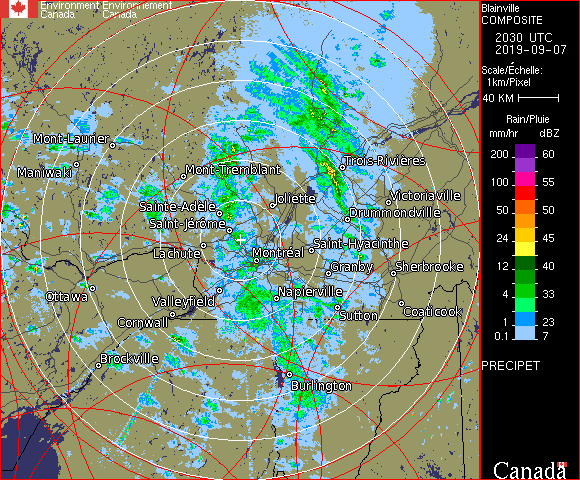 Environment Environnement
Canada Canada
Mont-Laurier
Maniwaki
Mont-Tremblant
Trois-Rivières
Joliette
Victoriaville
Sainte-Adele
Drummondville
Saint-Jérôme
Lachute
Montréal
Saint-Hyacinthe
Granby
Sherbrooke
Ottawa
Valleyfield
Napierville
Cornwall
Sutton
Coaticook
Brockville
Burlington
Blainville
COMPOSITE
2030 UTC
2019-09-07
Scale/Échelle:
1km/Pixel
40 KM
Rain/Pluie
mm/hr dBZ
200 60
100 55
50 50
24 45
12 40
4 33
1 23
0.1 7
PRECIPET
Canada